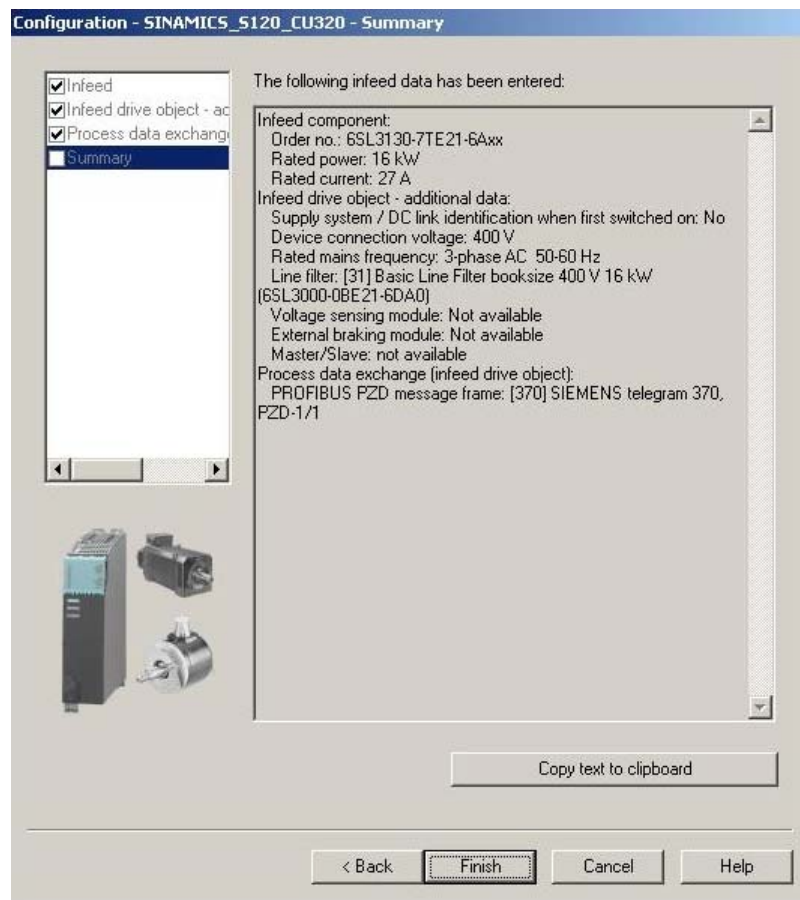 Configuration - SINAMICS_S120_CU320 - Summary
Infeed
Infeed drive object - ac
Process data exchang
Summary
The following infeed data has been entered:
Infeed component:
Order no.: 6SL3130-7TE21-6Axx
Rated power: 16 kW
Rated current: 27 A
Infeed drive object - additional data:
Supply system / DC link identification when first switched on: No
Device connection voltage: 400 V
Rated mains frequency: 3-phase AC 50-60 Hz
Line filter: [31] Basic Line Filter booksize 400 V 16 kW
(6SL3000-0BE21-6DA0)
Voltage sensing module: Not available
External braking module: Not available
Master/Slave: not available
Process data exchange (infeed drive object):
PROFIBUS PZD message frame: [370] SIEMENS telegram 370,
PZD-1/1
Copy text to clipboard
< Back
Finish
Cancel
Help